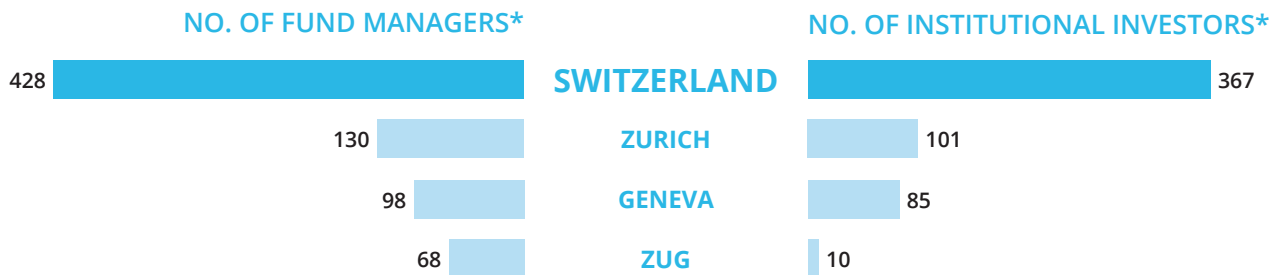 NO. OF FUND MANAGERS* NO. OF INSTITUTIONAL INVESTORS*
428 SWITZERLAND 367
130 ZURICH 101
98 GENEVA 85
68 ZUG 10